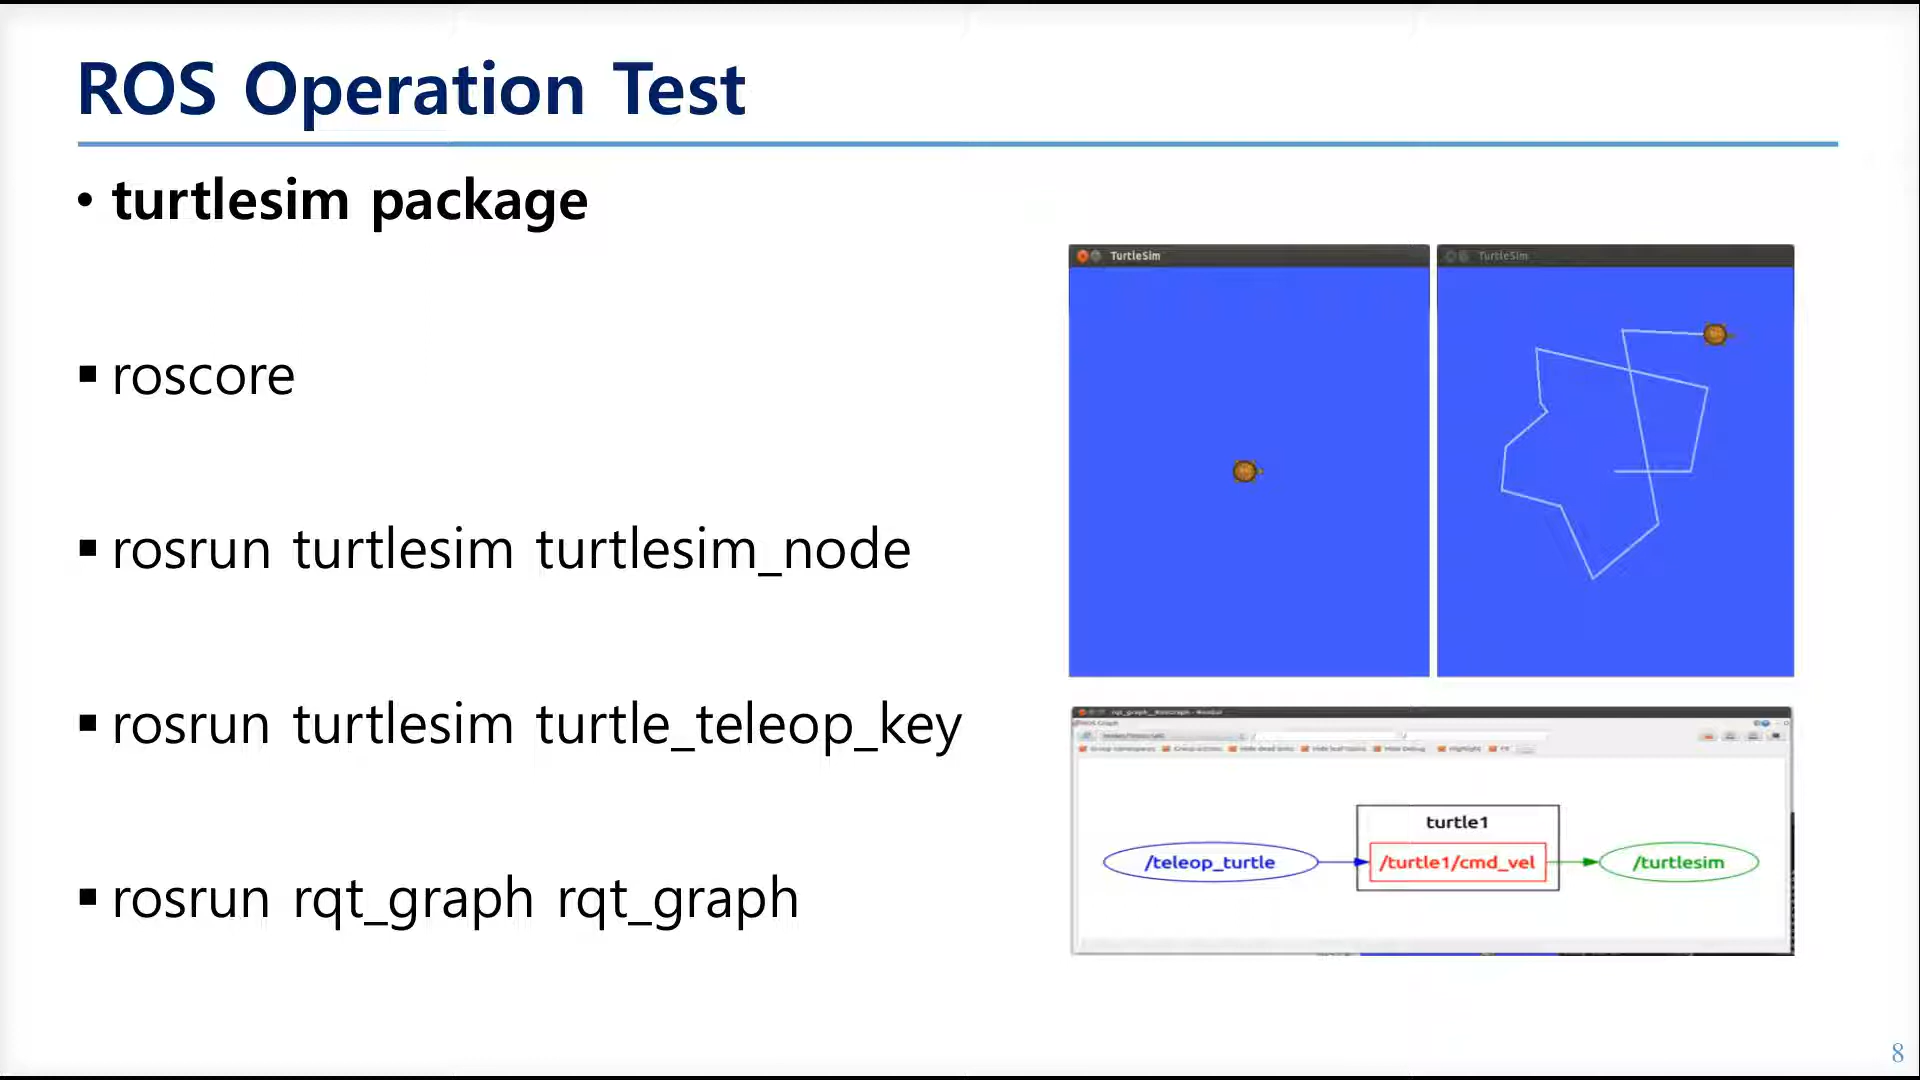 ROS Operation Test
• turtlesim package
▪ roscore
▪ rosrun turtlesim turtlesim_node
▪ rosrun turtlesim turtle_teleop_key
▪ rosrun rqt_graph rqt_graph
TurtleSim
TurtleSim
turtle1
/teleop_turtle
/turtle1/cmd_vel
/turtlesim
8